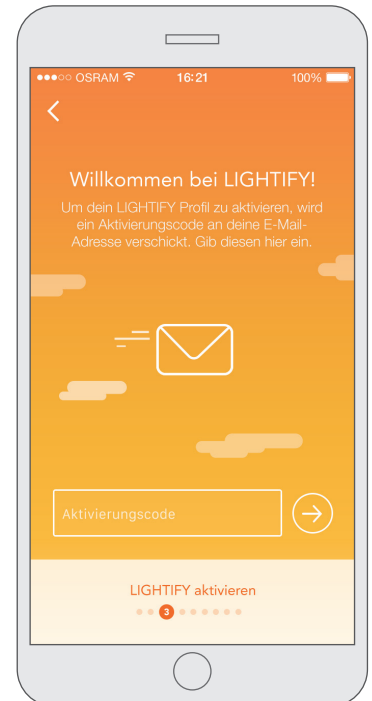 OSRAM 16:21 100%
Willkommen bei LIGHTIFY!
Um dein LIGHTIFY Profil zu aktivieren, wird
ein Aktivierungscode an deine E-Mail-
Adresse verschickt. Gib diesen hier ein.
Aktivierungscode
LIGHTIFY aktivieren
3